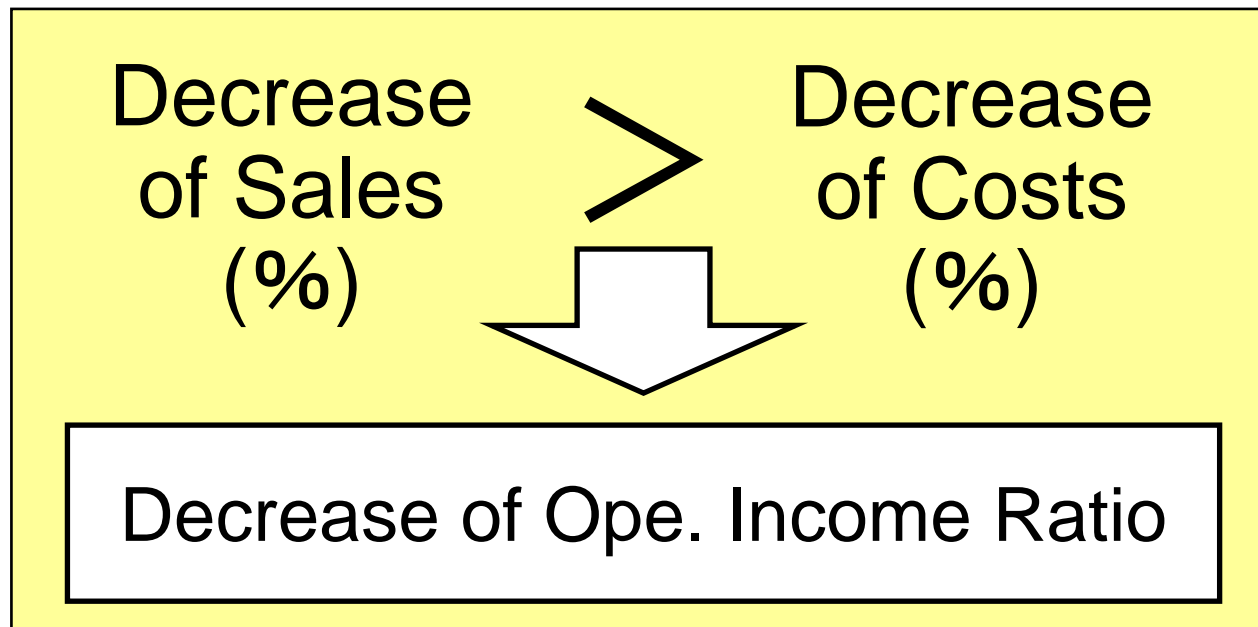 Decrease
of Sales
(%)
>
Decrease
of Costs
(%)
Decrease of Ope. Income Ratio